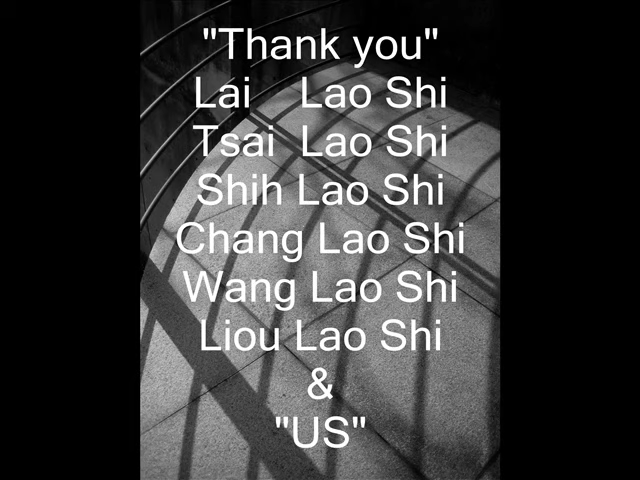 "Thank you"
Lai Lao Shi
Tsai Lao Shi
Shih Lao Shi
Chang Lao Shi
Wang Lao Shi
Liou Lao Shi
&
"US"